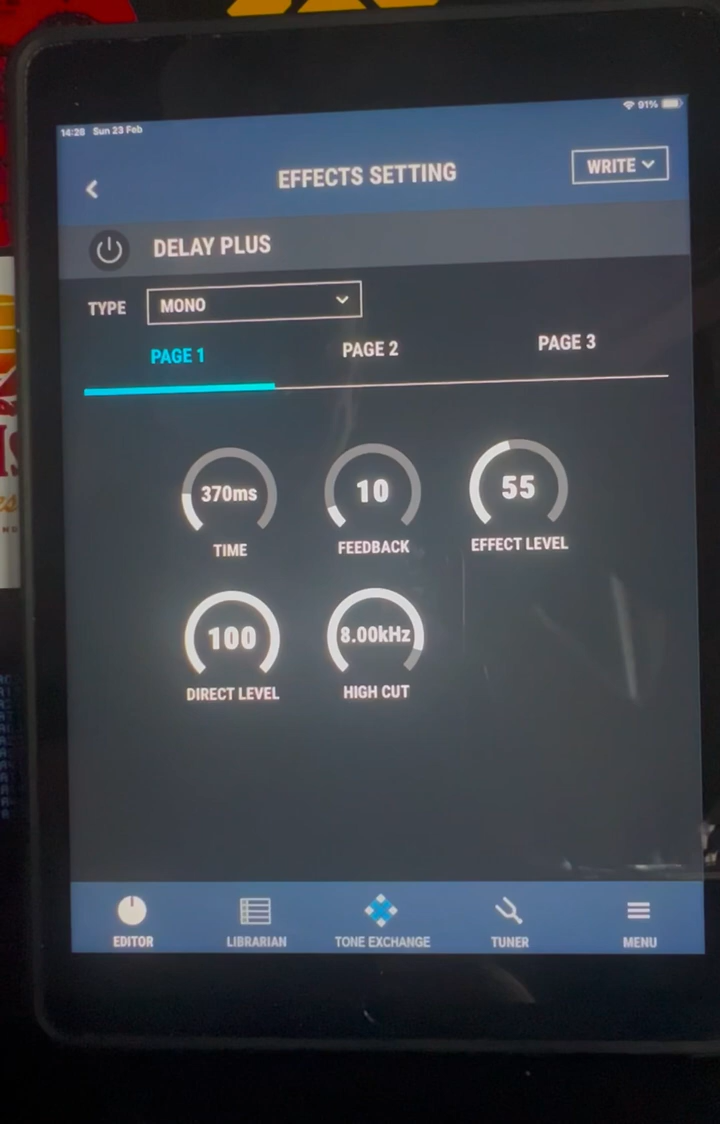 14:28 Sun 23 Feb
91%
EFFECTS SETTING
WRITE
DELAY PLUS
TYPE
MONO
PAGE 1
PAGE 2
PAGE 3
370ms
10
55
TIME
FEEDBACK
EFFECT LEVEL
100
8.00kHz
DIRECT LEVEL
HIGH CUT
EDITOR
LIBRARIAN
TONE EXCHANGE
TUNER
MENU